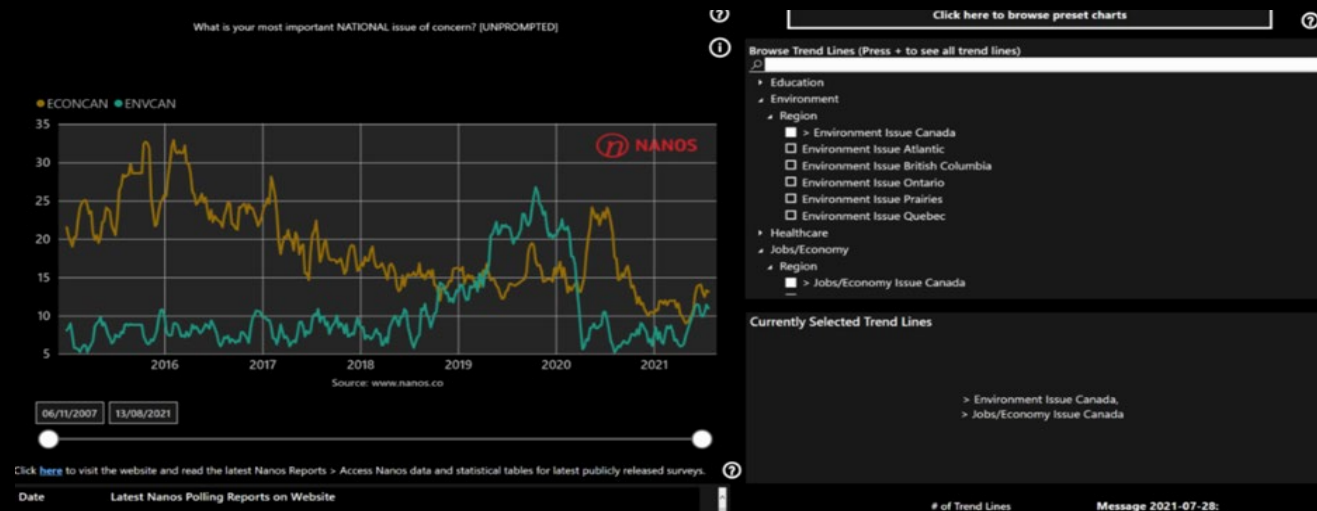 What is your most important NATIONAL issue of concern? [UNPROMPTED]
ECONCAN ENVCAN
NANOS
35
30
25
20
15
10
5
2016 2017 2018 2019 2020 2021
Source: www.nanos.co
06/11/2007 13/08/2021
Click here to visit the website and read the latest Nanos Reports > Access Nanos data and statistical tables for latest publicly released surveys.
Date Latest Nanos Polling Reports on Website
Click here to browse preset charts
Browse Trend Lines (Press + to see all trend lines)
Education
Environment
Region
> Environment Issue Canada
Environment Issue Atlantic
Environment Issue British Columbia
Environment Issue Ontario
Environment Issue Prairies
Environment Issue Quebec
Healthcare
Jobs/Economy
Region
> Jobs/Economy Issue Canada
Currently Selected Trend Lines
> Environment Issue Canada,
> Jobs/Economy Issue Canada
# of Trend Lines Message 2021-07-28: